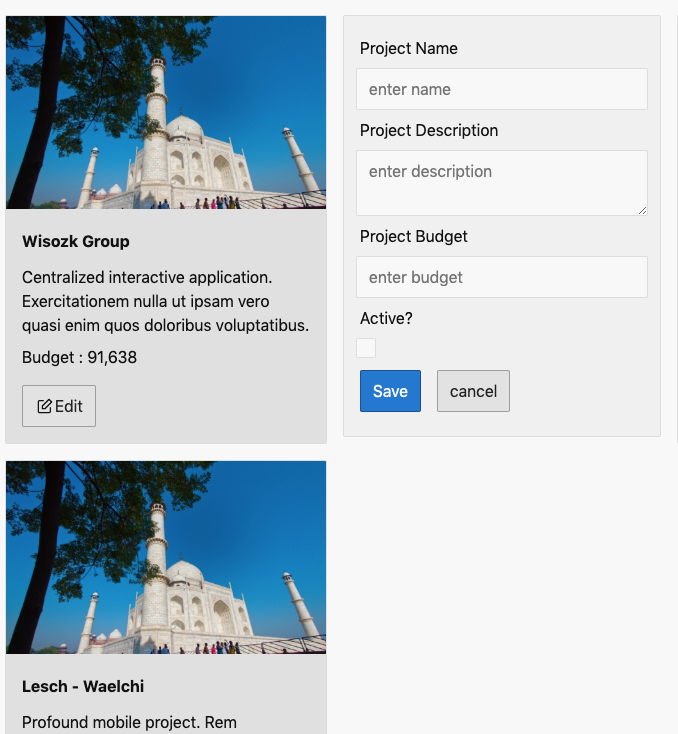 Wisozk Group
Centralized interactive application.
Exercitationem nulla ut ipsam vero
quasi enim quos doloribus voluptatibus.
Budget : 91,638
Edit
Project Name
enter name
Project Description
enter description
Project Budget
enter budget
Active?
Save
cancel
Lesch - Waelchi
Profound mobile project. Rem